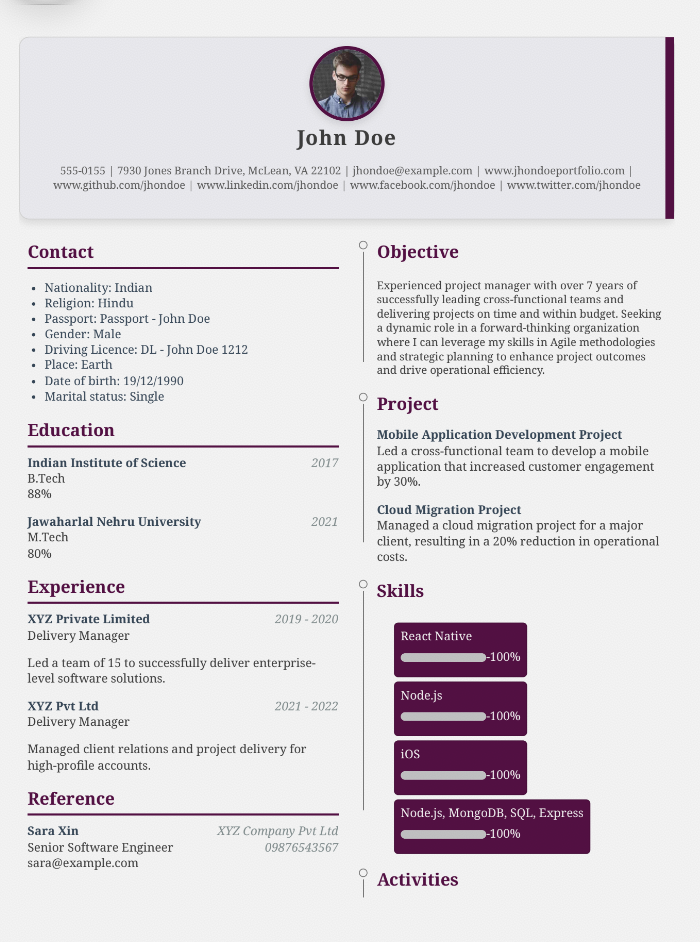 John Doe
555-0155 | 7930 Jones Branch Drive, McLean, VA 22102 | jhondoe@example.com | www.jhondoeportfolio.com |
www.github.com/jhondoe | www.linkedin.com/jhondoe | www.facebook.com/jhondoe | www.twitter.com/jhondoe
Contact
• Nationality: Indian
• Religion: Hindu
• Passport: Passport - John Doe
• Gender: Male
• Driving Licence: DL - John Doe 1212
• Place: Earth
• Date of birth: 19/12/1990
• Marital status: Single
Education
Indian Institute of Science 2017
B.Tech
88%
Jawaharlal Nehru University 2021
M.Tech
80%
Experience
XYZ Private Limited 2019 - 2020
Delivery Manager
Led a team of 15 to successfully deliver enterprise-
level software solutions.
XYZ Pvt Ltd 2021 - 2022
Delivery Manager
Managed client relations and project delivery for
high-profile accounts.
Reference
Sara Xin XYZ Company Pvt Ltd
Senior Software Engineer 09876543567
sara@example.com
Objective
Experienced project manager with over 7 years of
successfully leading cross-functional teams and
delivering projects on time and within budget. Seeking
a dynamic role in a forward-thinking organization
where I can leverage my skills in Agile methodologies
and strategic planning to enhance project outcomes
and drive operational efficiency.
Project
Mobile Application Development Project
Led a cross-functional team to develop a mobile
application that increased customer engagement
by 30%.
Cloud Migration Project
Managed a cloud migration project for a major
client, resulting in a 20% reduction in operational
costs.
Skills
React Native
-100%
Node.js
-100%
iOS
-100%
Node.js, MongoDB, SQL, Express
-100%
Activities